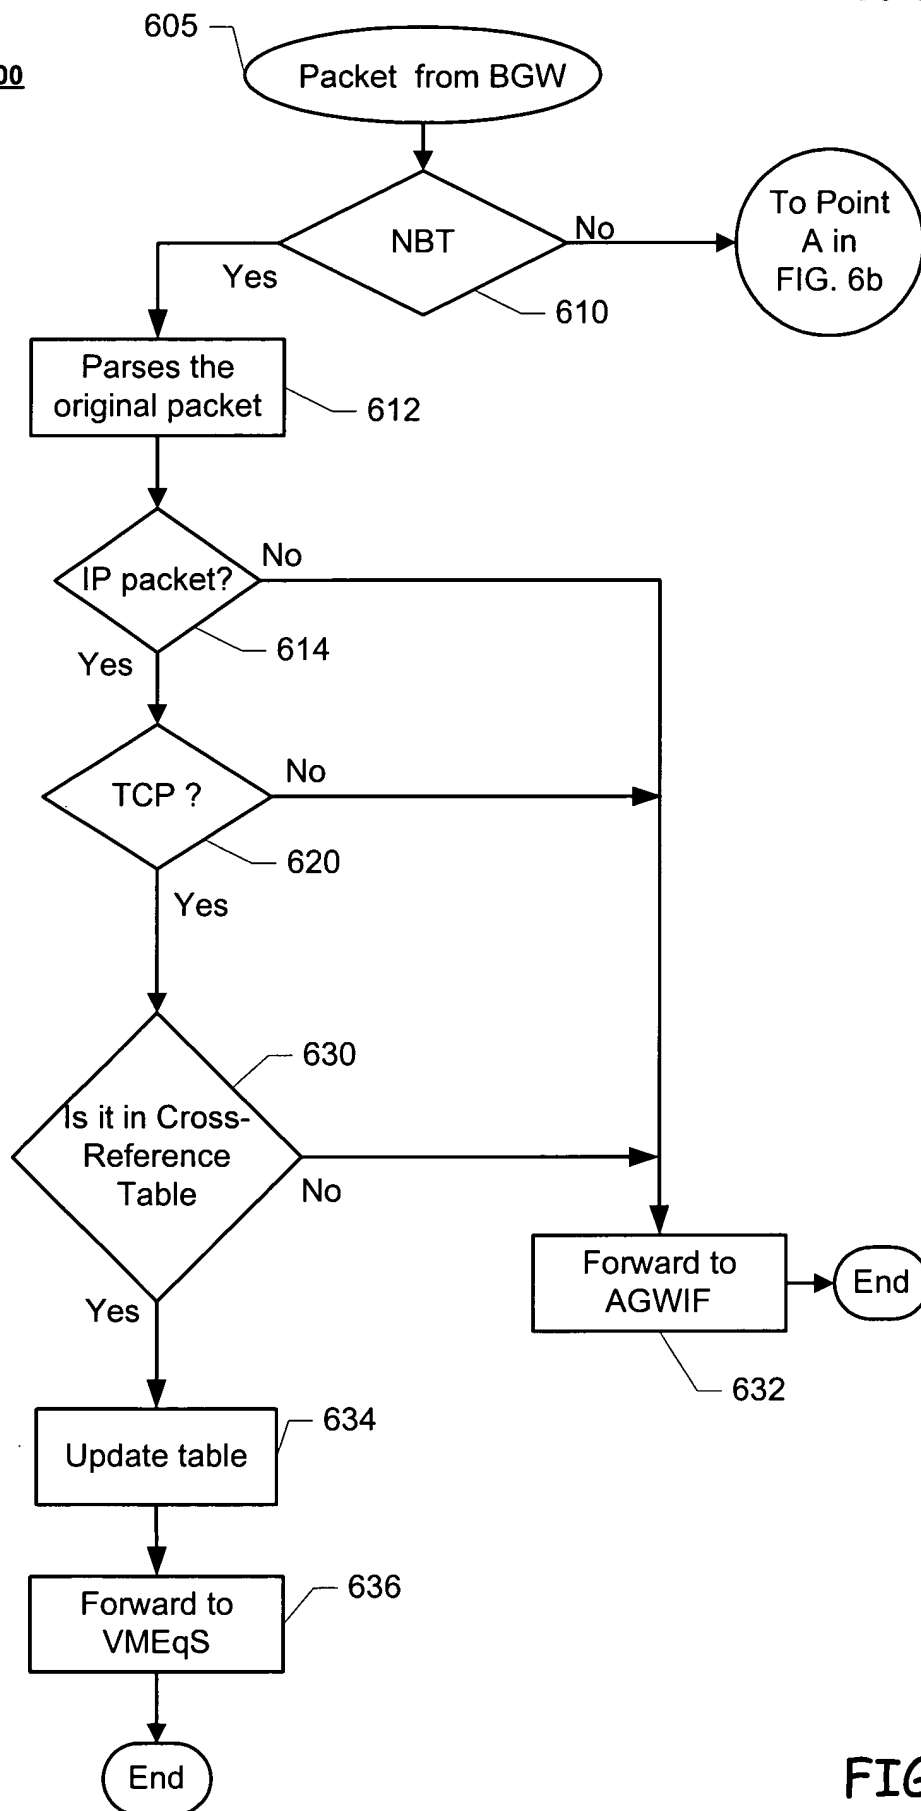 605
Packet from BGW
00
NBT
No
To Point
A in
FIG. 6b
Yes
610
Parses the
original packet
612
IP packet?
No
614
Yes
TCP ?
No
620
Yes
630
Is it in Cross-
Reference
Table
No
Yes
Forward to
AGWIF
End
632
634
Update table
636
Forward to
VMEqS
End
FIG